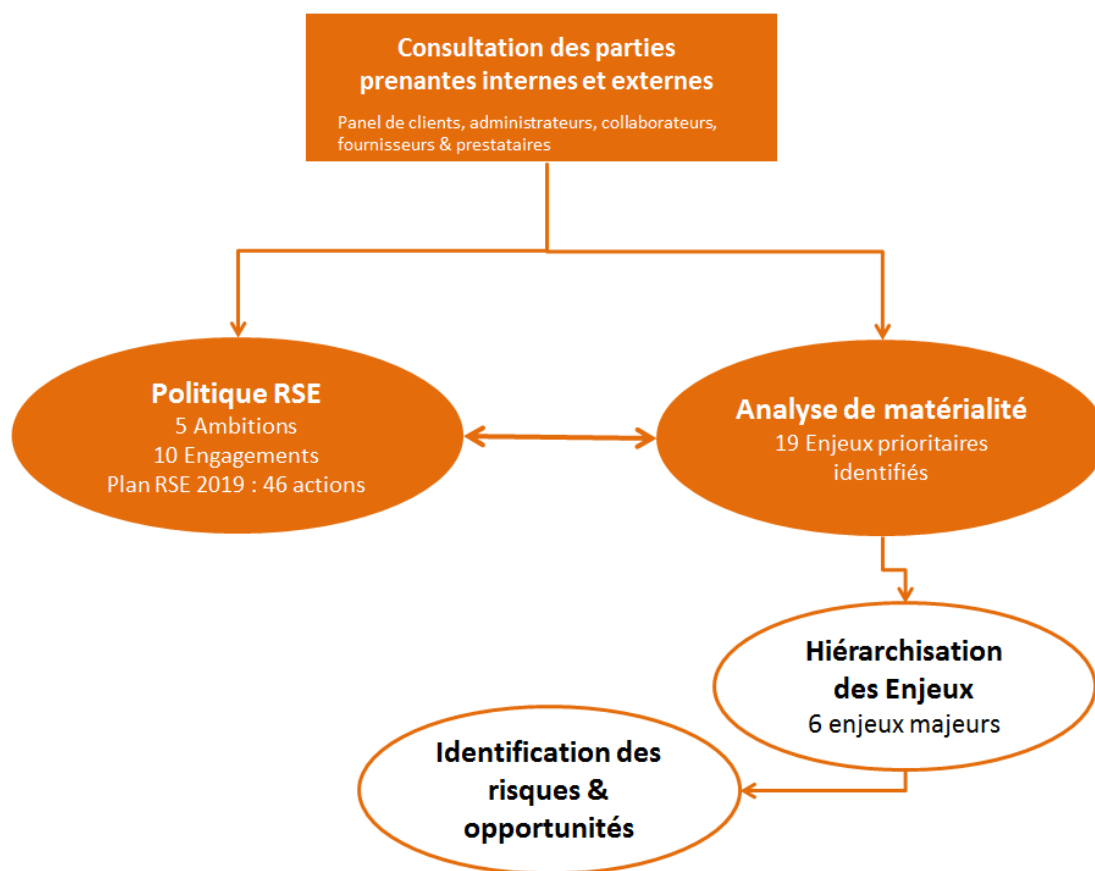 Consultation des parties
prenantes internes et externes
Panel de clients, administrateurs, collaborateurs,
fournisseurs & prestataires
Politique RSE
5 Ambitions
10 Engagements
Plan RSE 2019 : 46 actions
Analyse de matérialité
19 Enjeux prioritaires
identifiés
Hiérarchisation
des Enjeux
6 enjeux majeurs
Identification des
risques &
opportunités